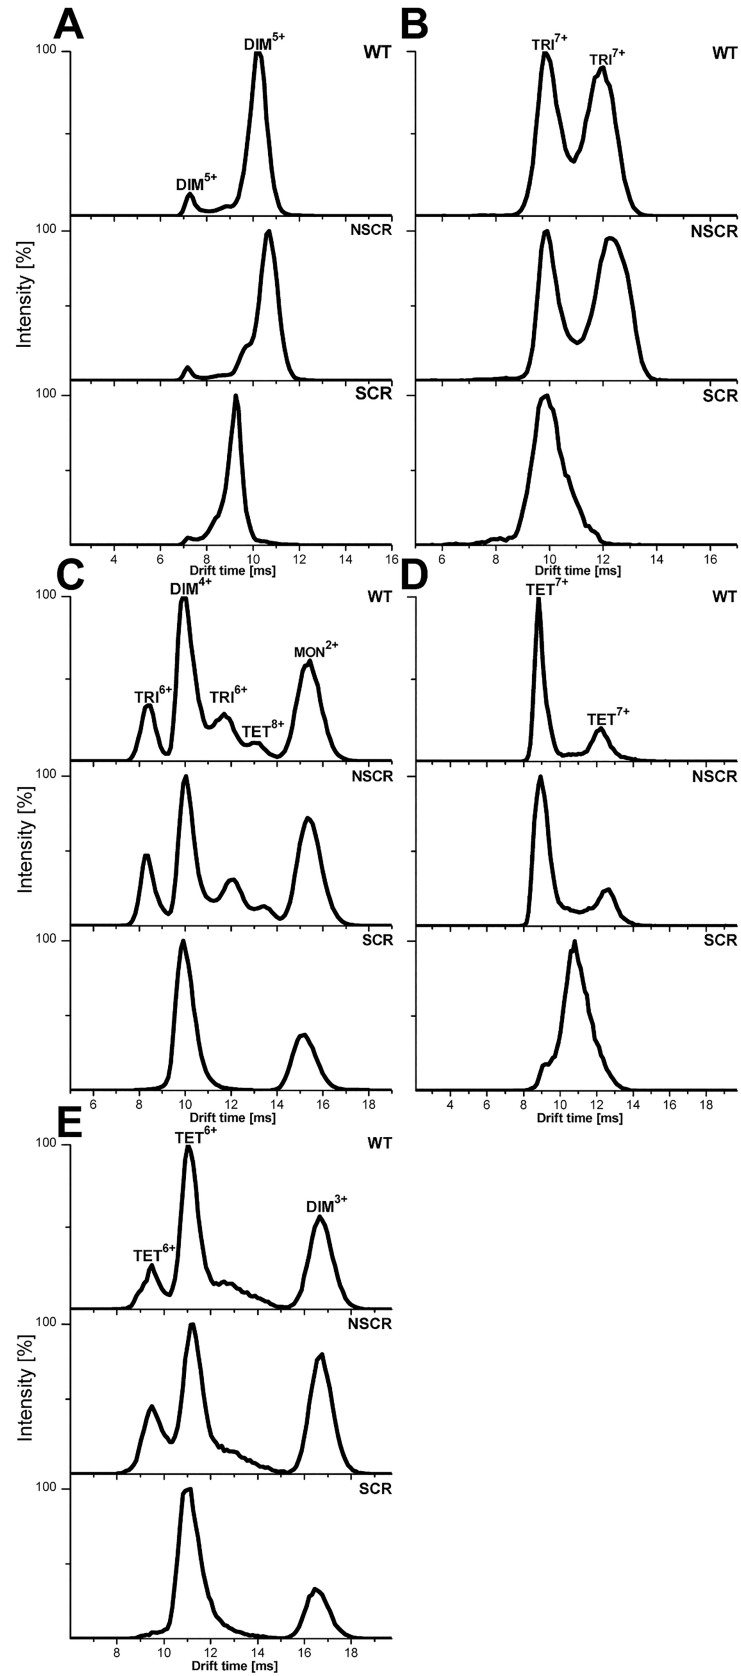 A
B
100
DIM5+
DIM5+
WT
TRI7+
TRI7+
WT
100
NSCR
NSCR
Intensity [%]
100
SCR
SCR
4 6 8 10 12 14 16
Drift time [ms]
6 8 10 12 14 16
Drift time [ms]
C
D
100
TRI6+
DIM4+
TRI6+
TET8+
MON2+
WT
TET7+
TET7+
WT
100
NSCR
NSCR
Intensity [%]
100
SCR
SCR
6 8 10 12 14 16 18
Drift time [ms]
4 6 8 10 12 14 16 18
Drift time [ms]
E
100
TET6+
TET6+
DIM3+
WT
100
NSCR
Intensity [%]
100
SCR
8 10 12 14 16 18
Drift time [ms]